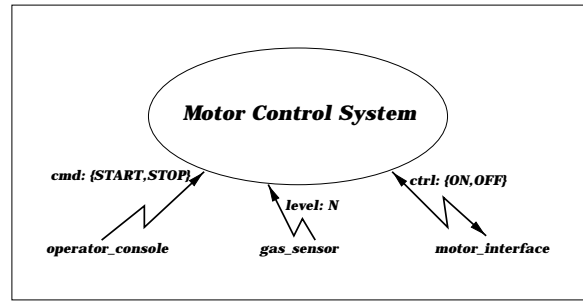 Motor Control System
cmd: {START,STOP}
level: N
ctrl: {ON,OFF}
operator_console
gas_sensor
motor_interface